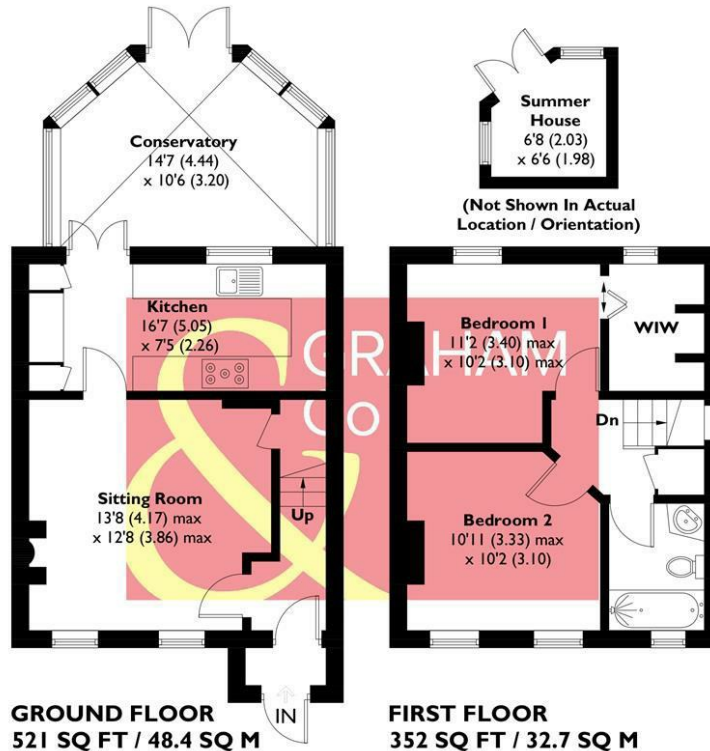 Conservatory
14'7 (4.44)
x 10'6 (3.20)
Summer
House
6'8 (2.03)
x 6'6 (1.98)
(Not Shown In Actual
Location / Orientation)
Kitchen
16'7 (5.05)
x 7'5 (2.26)
Bedroom 1
11'2 (3.40) max
x 10'2 (3.10) max
WIW
GRAHAM
& Co
Dn
Sitting Room
13'8 (4.17) max
x 12'8 (3.86) max
Up
Bedroom 2
10'11 (3.33) max
x 10'2 (3.10)
IN
GROUND FLOOR
521 SQ FT / 48.4 SQ M
FIRST FLOOR
352 SQ FT / 32.7 SQ M